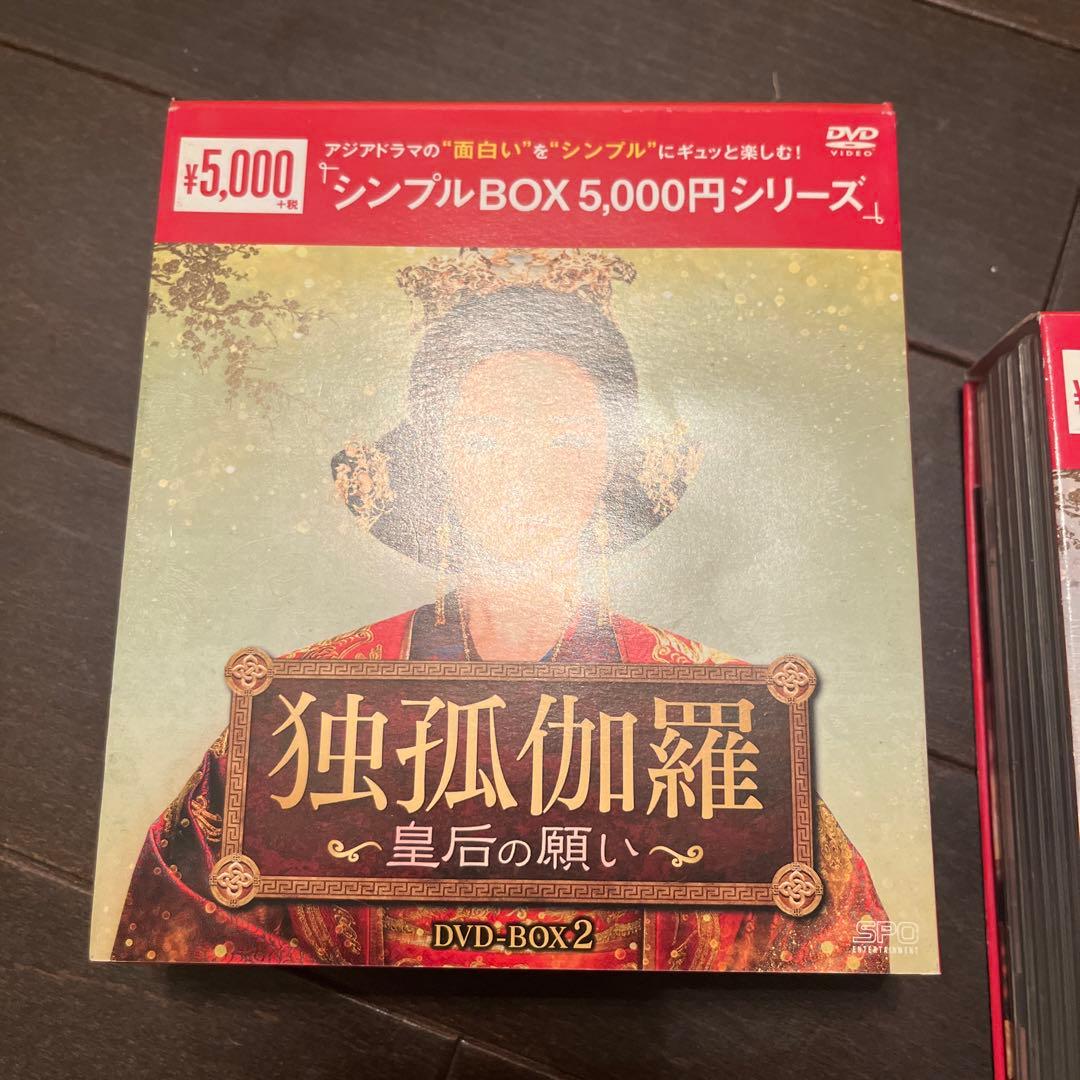 ¥5,000
+税
アジアドラマの“面白い”を“シンプル”にギュッと楽しむ!
シンプルBOX 5,000円シリーズ
DVD
VIDEO
独孤伽羅
～皇后の願い～
DVD-BOX2
SPO
ENTERTAINMENT
¥